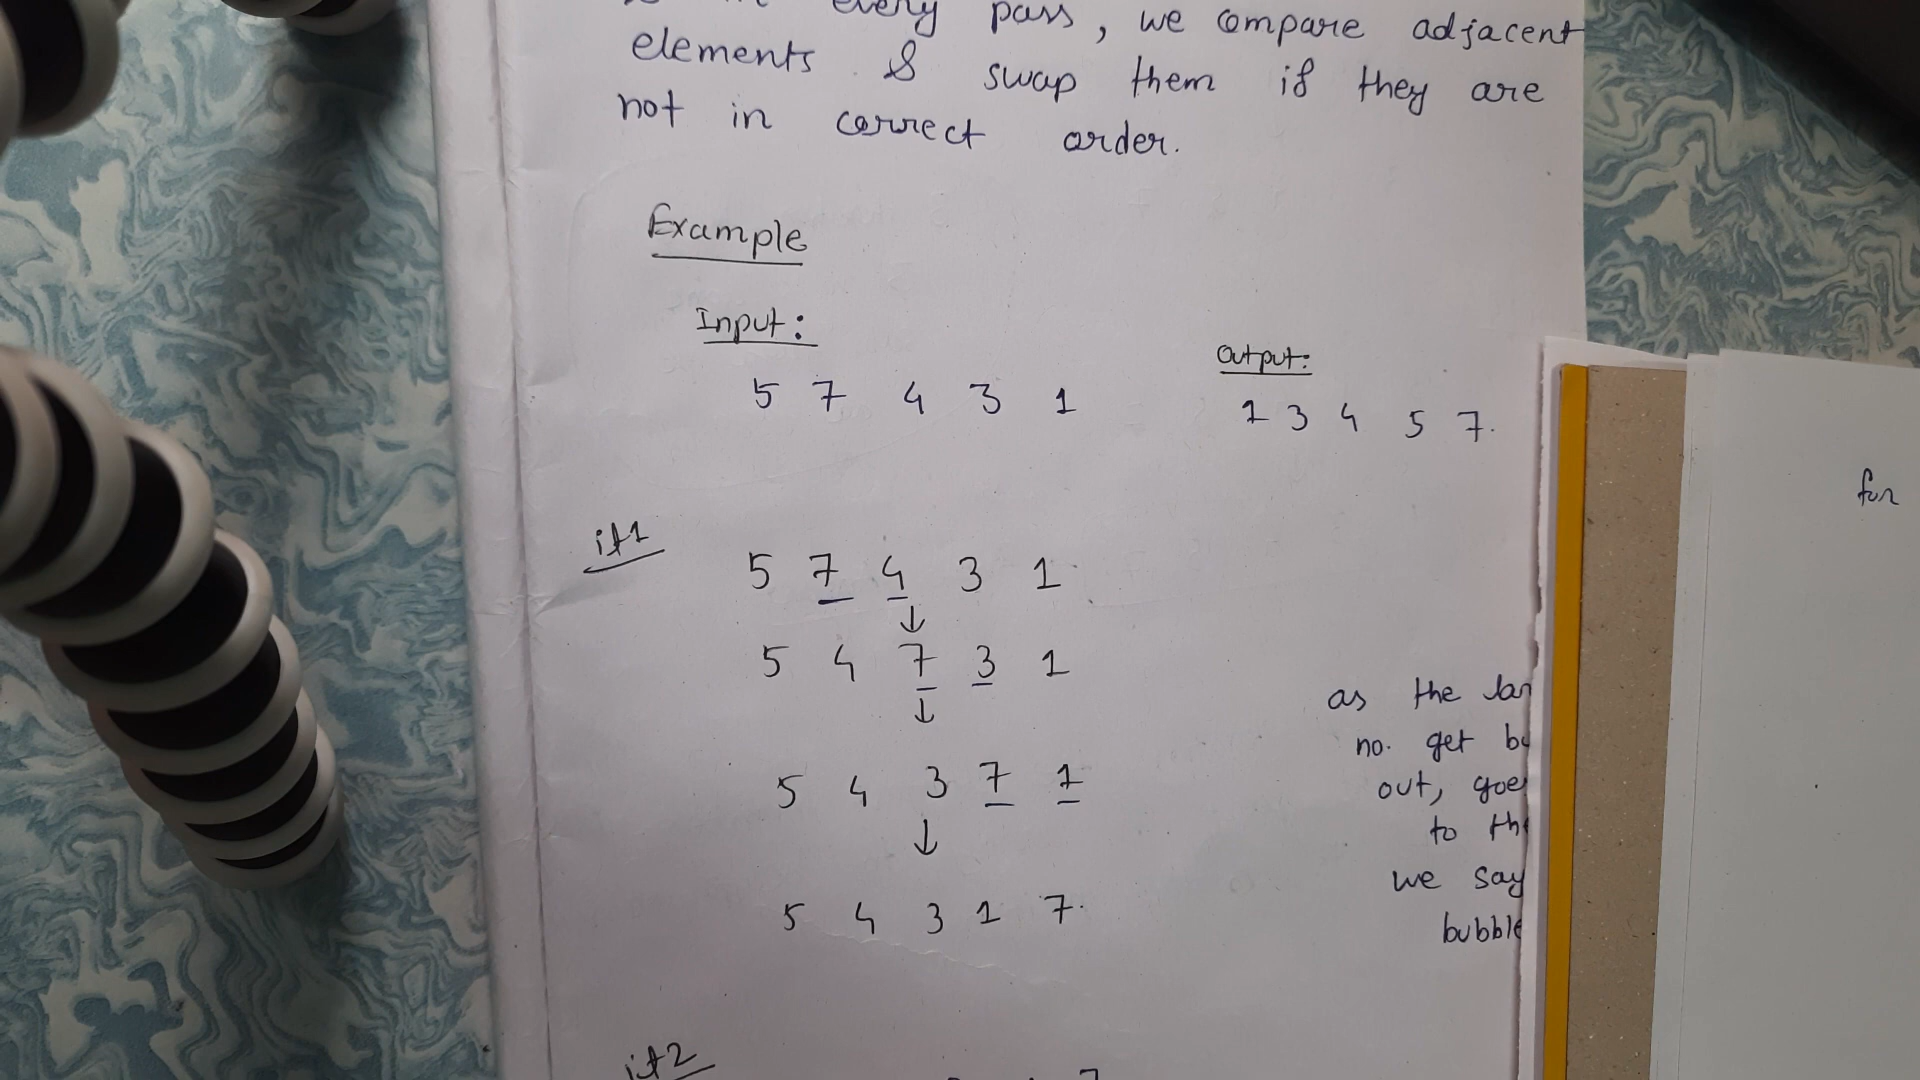 every pass, we compare adjacent
elements & swap them if they are
not in correct order.
Example
Input:
Output:
5 7 4 3 1
1 3 4 5 7.
for
it1
5 7 4 3 1
↓
5 4 7 3 1
↓
5 4 3 7 1
↓
5 4 3 1 7.
as the
no. get
out,
to
we say
bubble
it2